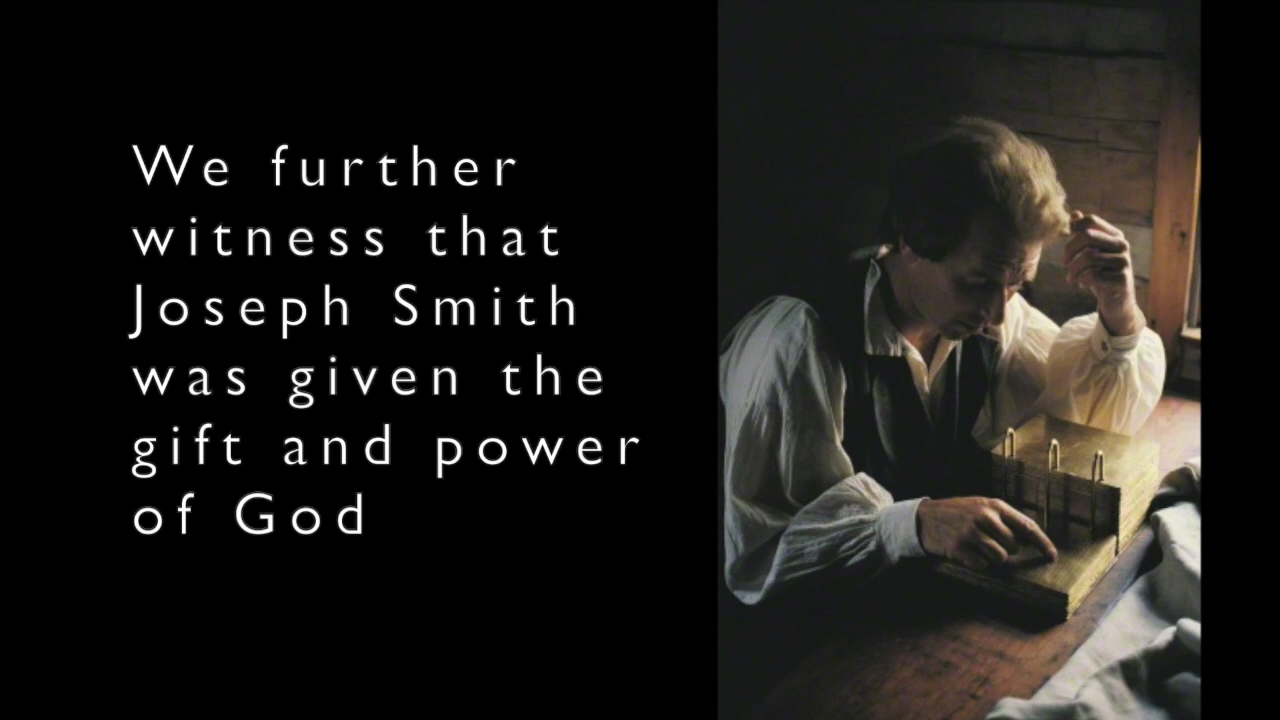 We further
witness that
Joseph Smith
was given the
gift and power
of God